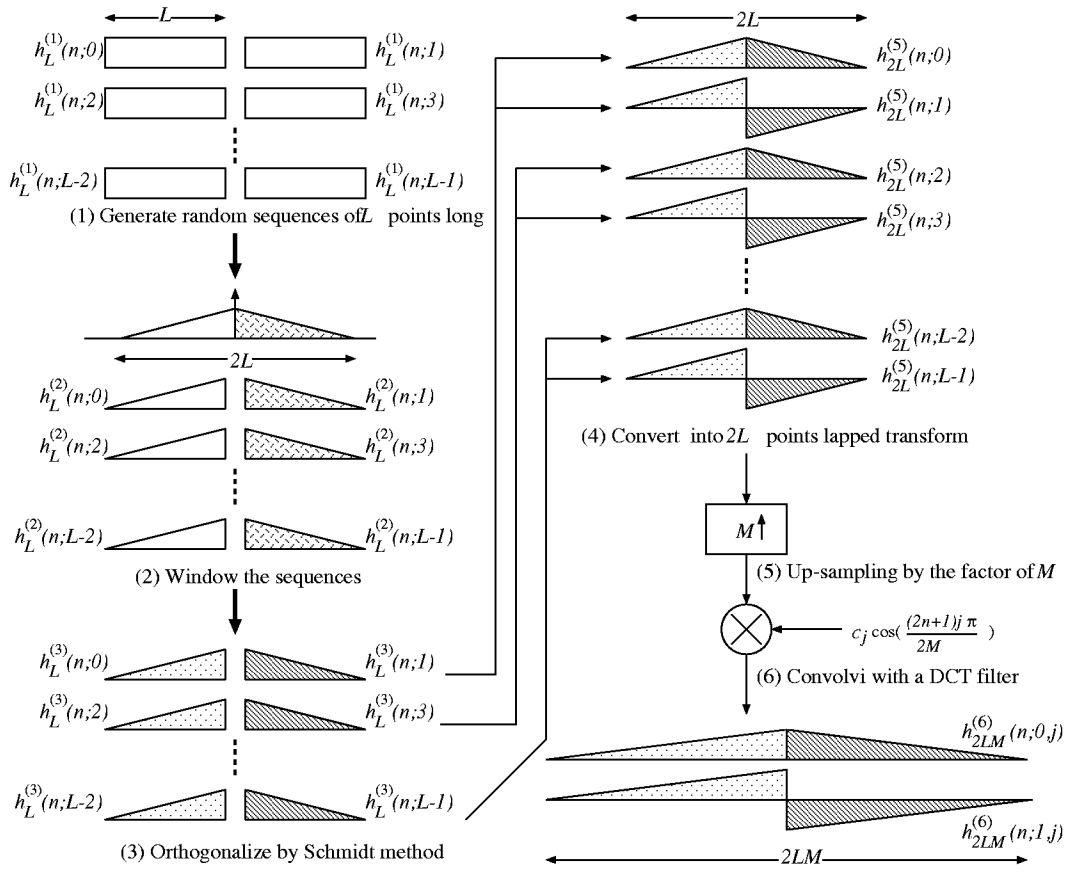 L
h_L^(1)(n;0)
h_L^(1)(n;1)
h_L^(1)(n;2)
h_L^(1)(n;3)
h_L^(1)(n;L-2)
h_L^(1)(n;L-1)
(1) Generate random sequences of L points long
2L
h_L^(2)(n;0)
h_L^(2)(n;1)
h_L^(2)(n;2)
h_L^(2)(n;3)
h_L^(2)(n;L-2)
h_L^(2)(n;L-1)
(2) Window the sequences
h_L^(3)(n;0)
h_L^(3)(n;1)
h_L^(3)(n;2)
h_L^(3)(n;3)
h_L^(3)(n;L-2)
h_L^(3)(n;L-1)
(3) Orthogonalize by Schmidt method
2L
h_2L^(5)(n;0)
h_2L^(5)(n;1)
h_2L^(5)(n;2)
h_2L^(5)(n;3)
h_2L^(5)(n;L-2)
h_2L^(5)(n;L-1)
(4) Convert into 2L points lapped transform
M
(5) Up-sampling by the factor of M
c_j cos( (2n+1)j π / 2M )
(6) Convolvi with a DCT filter
h_2LM^(6)(n;0,j)
h_2LM^(6)(n;1,j)
2LM